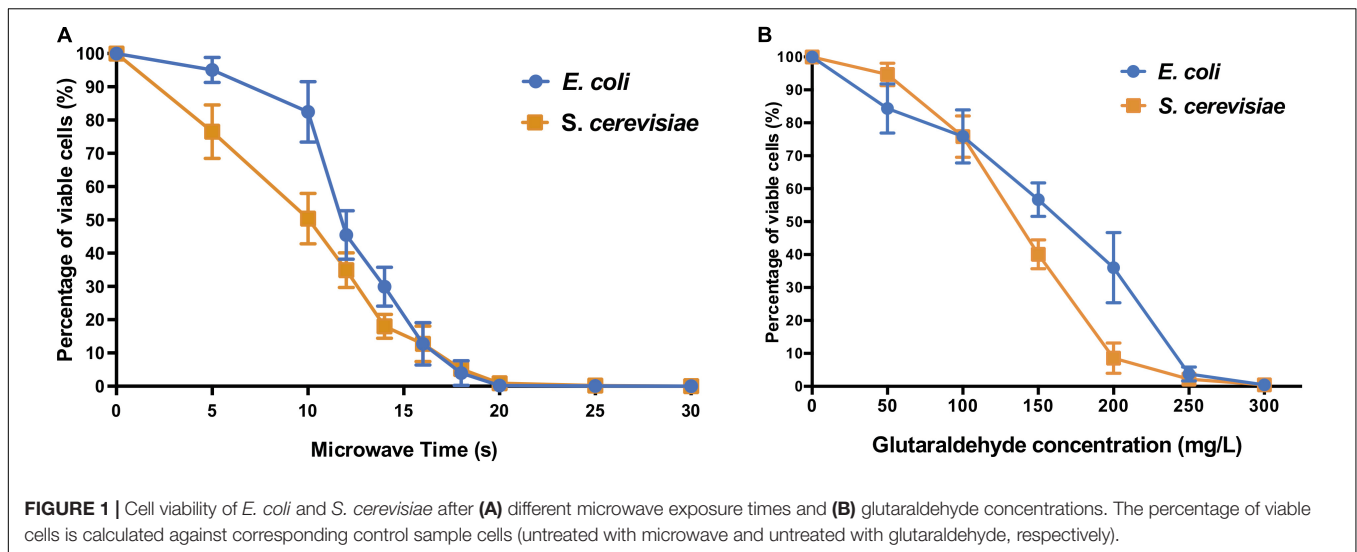 A
Percentage of viable cells (%)
100
90
80
70
60
50
40
30
20
10
0
0 5 10 15 20 25 30
Microwave Time (s)
E. coli
S. cerevisiae
B
Percentage of viable cells (%)
100
90
80
70
60
50
40
30
20
10
0
0 50 100 150 200 250 300
Glutaraldehyde concentration (mg/L)
E. coli
S. cerevisiae
FIGURE 1 | Cell viability of E. coli and S. cerevisiae after (A) different microwave exposure times and (B) glutaraldehyde concentrations. The percentage of viable
cells is calculated against corresponding control sample cells (untreated with microwave and untreated with glutaraldehyde, respectively).